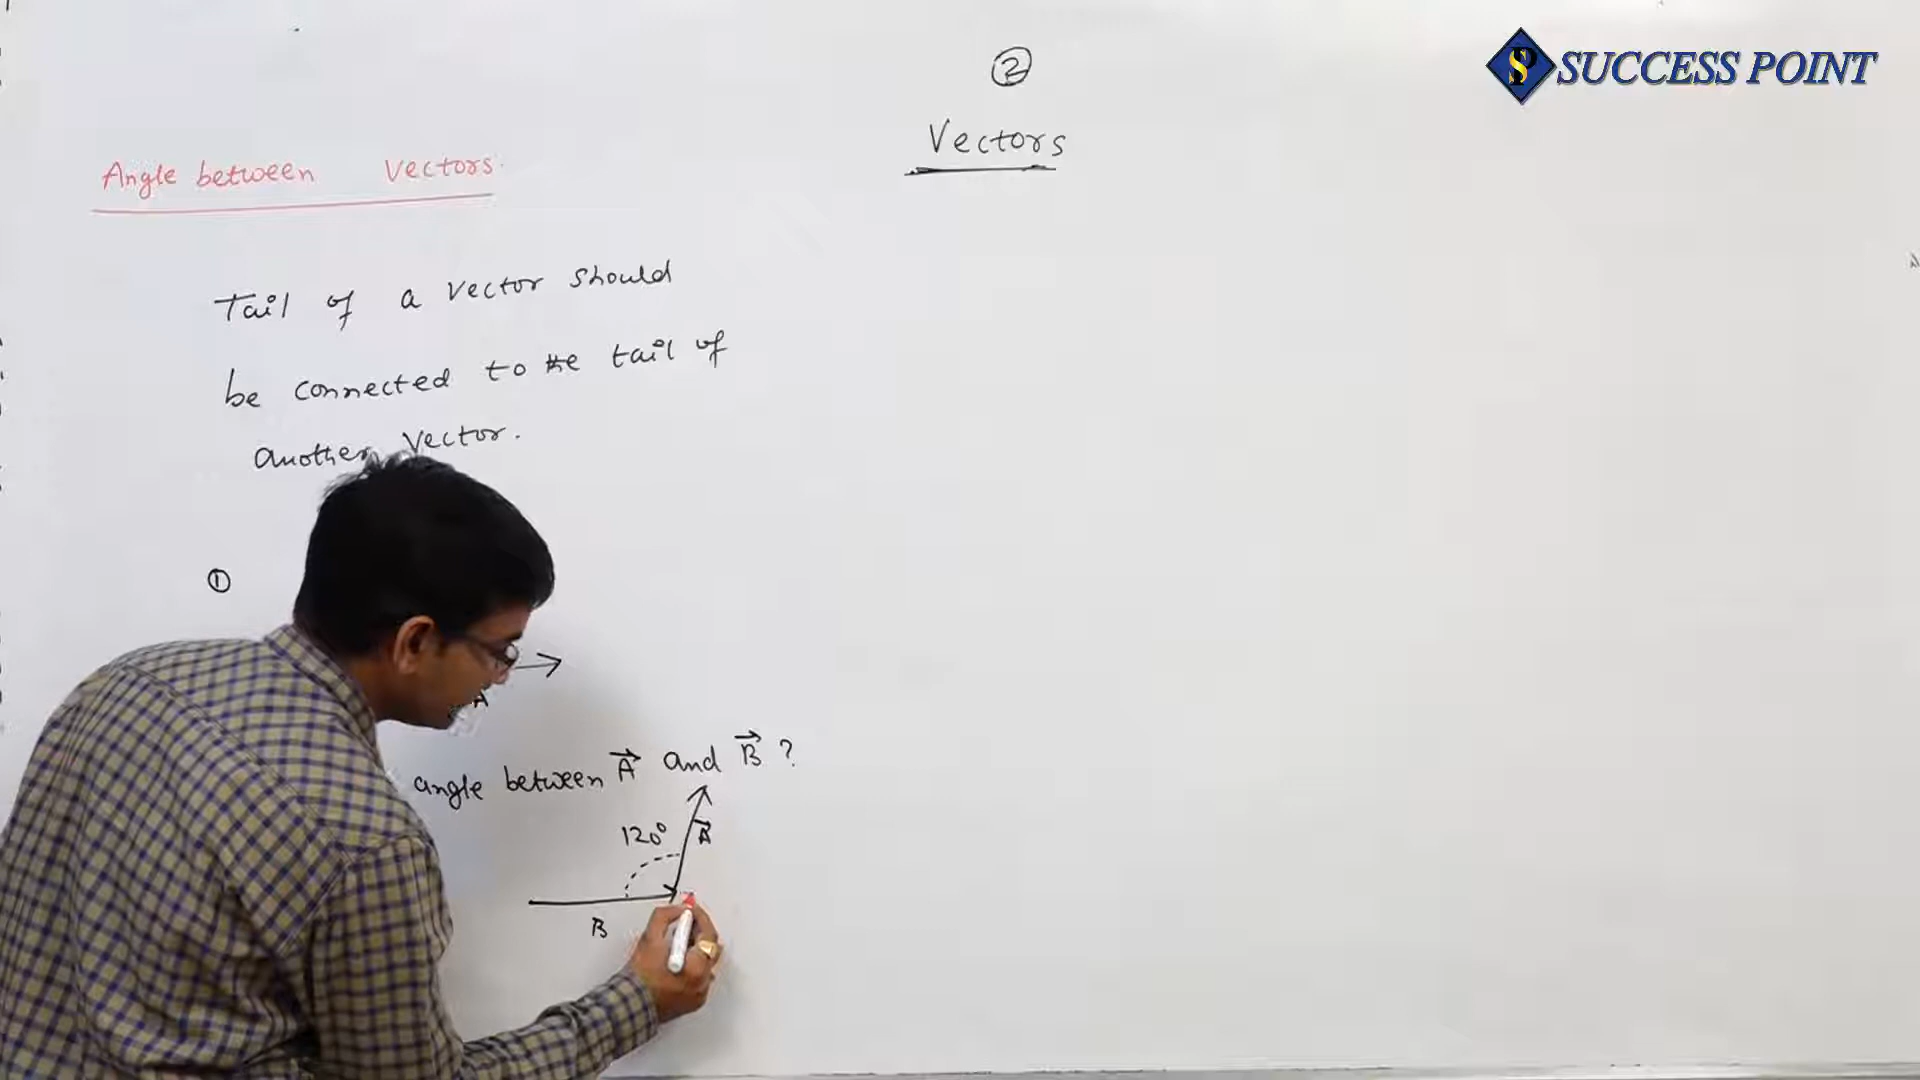 SUCCESS POINT
②
Vectors
Angle between Vectors.
Tail of a vector should
be connected to the tail of
another Vector.
①
A
angle between A⃗ and B⃗ ?
120°
A⃗
B